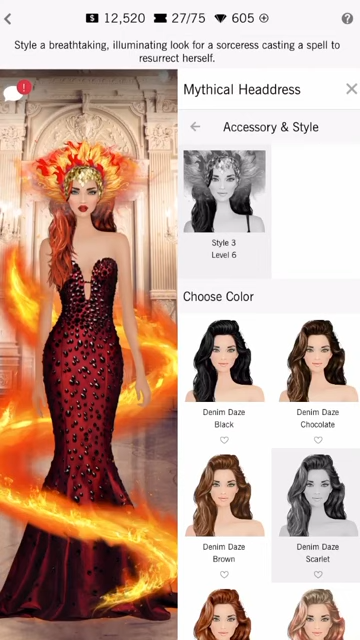 12,520 27/75 605
Style a breathtaking, illuminating look for a sorceress casting a spell to
resurrect herself.
!
Mythical Headdress
Accessory & Style
Style 3
Level 6
Choose Color
Denim Daze
Black
Denim Daze
Chocolate
Denim Daze
Brown
Denim Daze
Scarlet